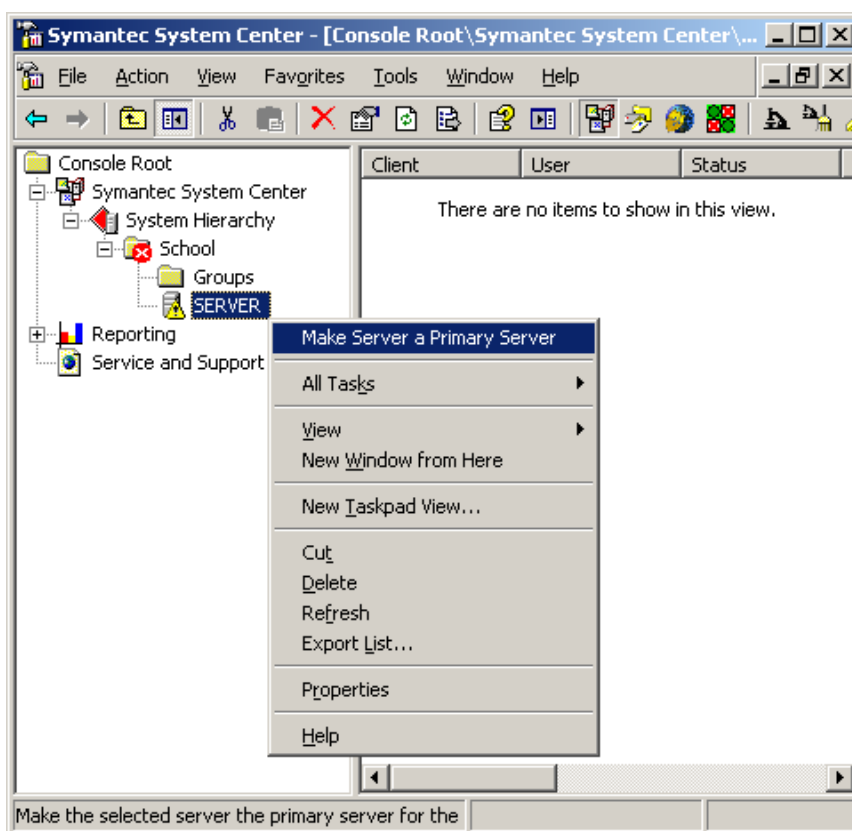 Symantec System Center - [Console Root\Symantec System Center\...
File Action View Favorites Tools Window Help
Console Root
Symantec System Center
System Hierarchy
School
Groups
SERVER
Reporting
Service and Support
Client User Status
There are no items to show in this view.
Make Server a Primary Server
All Tasks
View
New Window from Here
New Taskpad View...
Cut
Delete
Refresh
Export List...
Properties
Help
Make the selected server the primary server for the